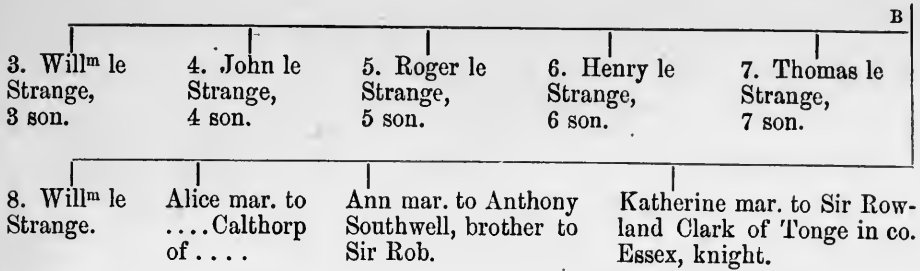 B
3. Willᵐ le Strange, 3 son.
4. John le Strange, 4 son.
5. Roger le Strange, 5 son.
6. Henry le Strange, 6 son.
7. Thomas le Strange, 7 son.
8. Willᵐ le Strange.
Alice mar. to ....Calthorp of ....
Ann mar. to Anthony Southwell, brother to Sir Rob.
Katherine mar. to Sir Row-
land Clark of Tonge in co.
Essex, knight.